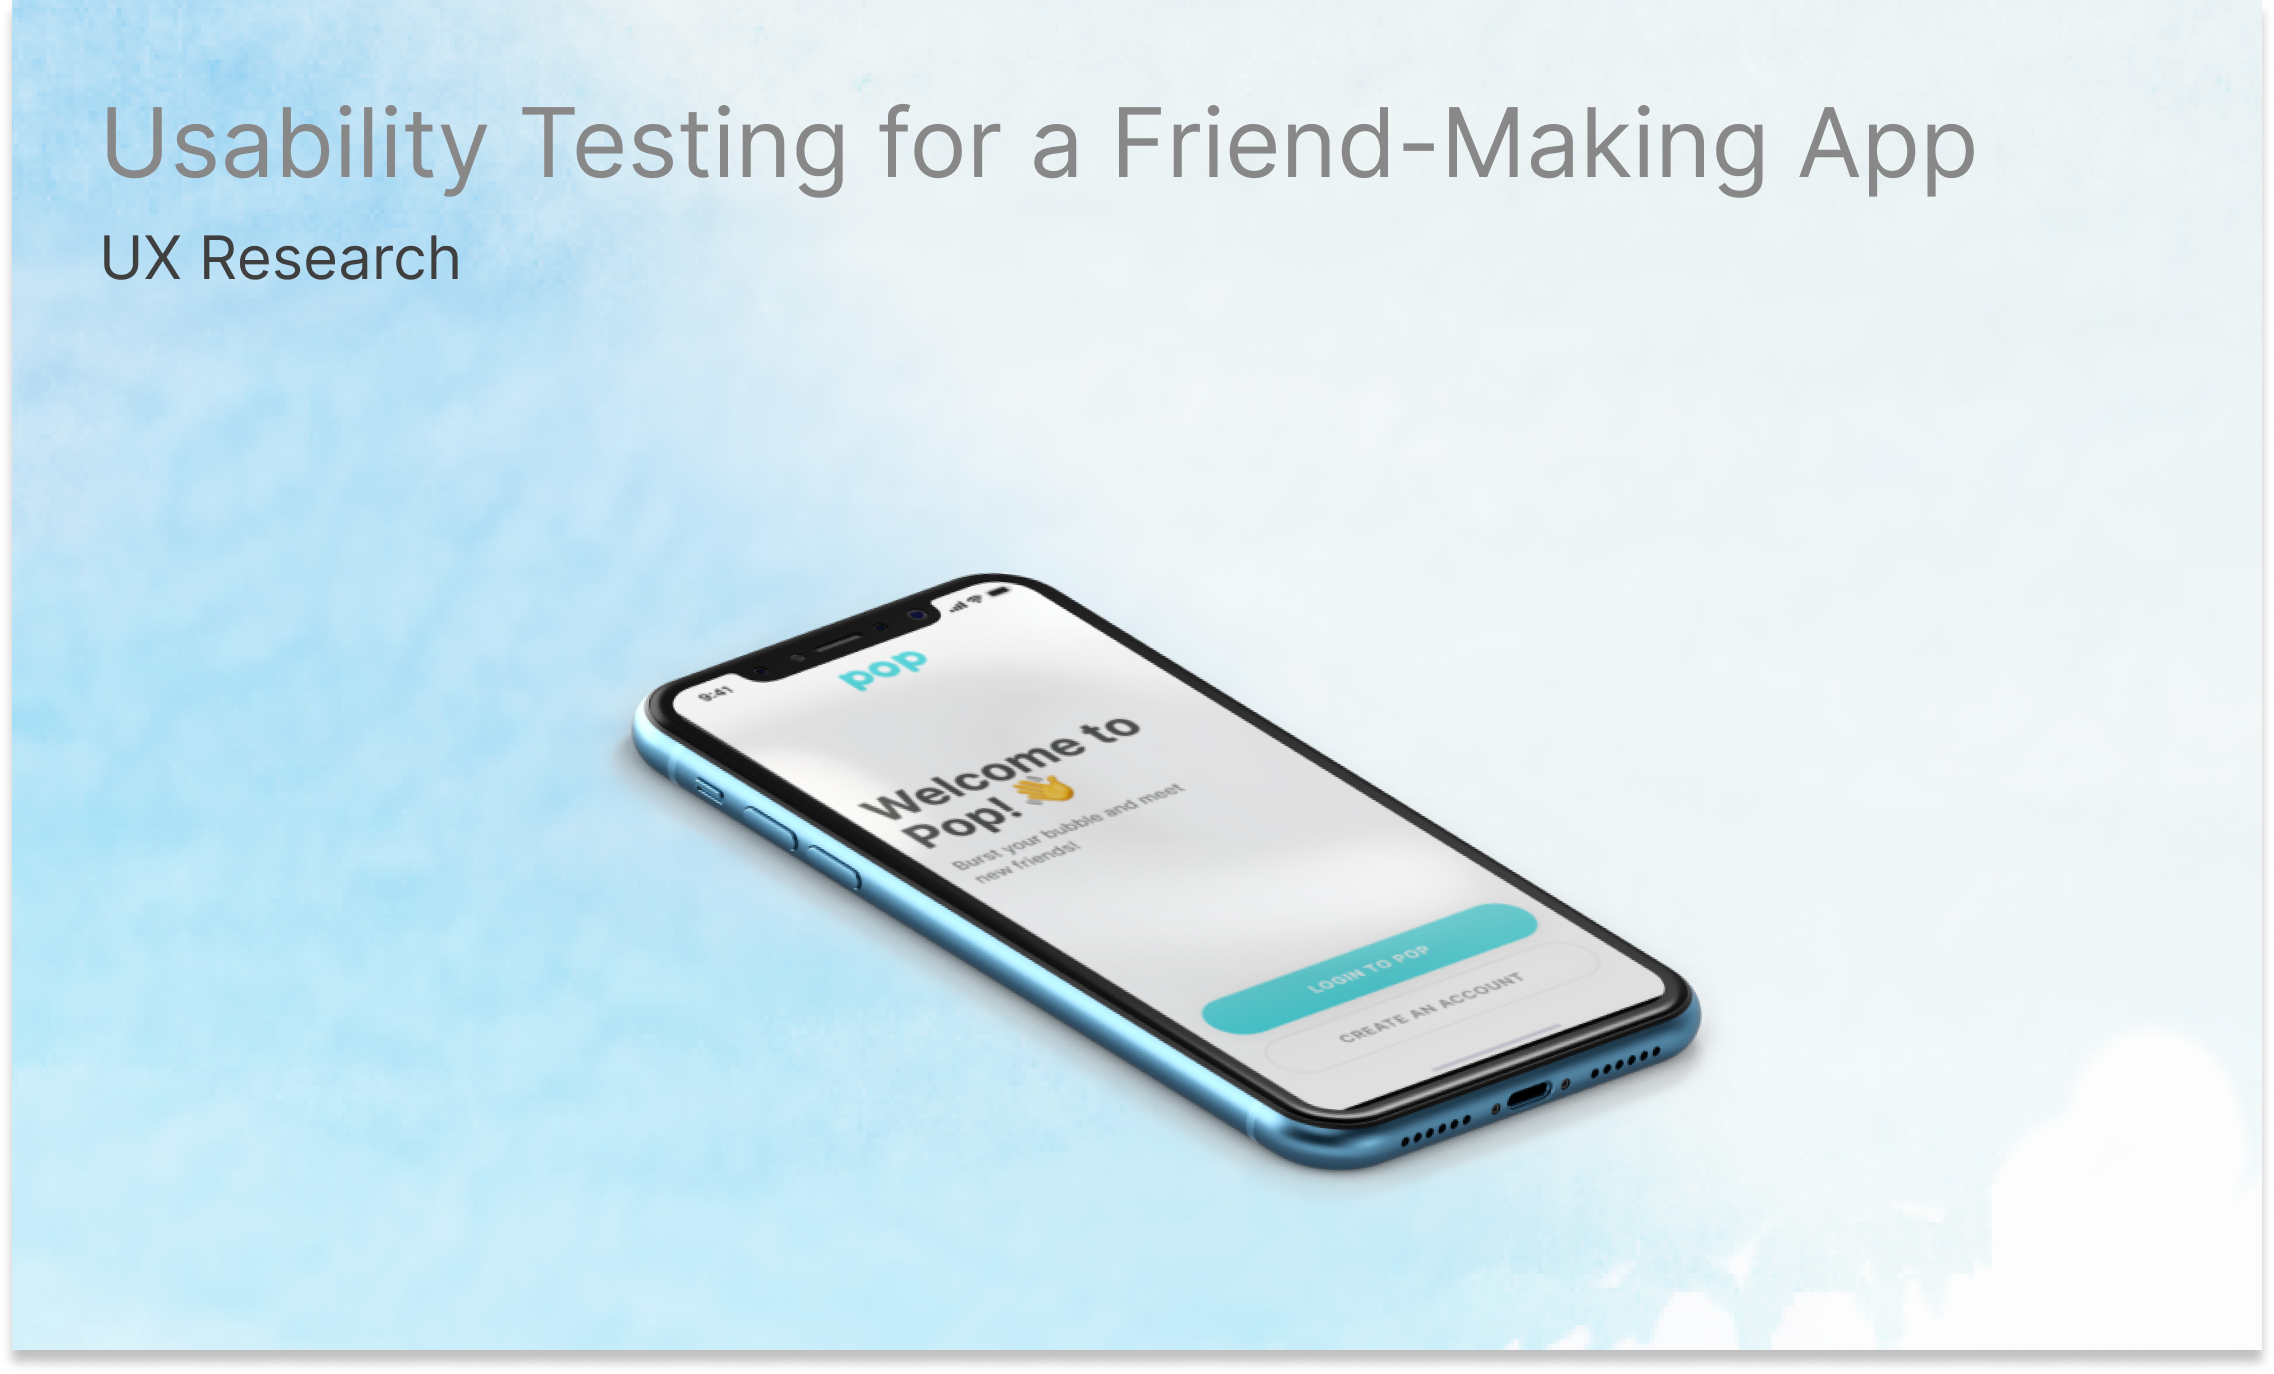 Usability Testing for a Friend-Making App
UX Research
9:41
pop
Welcome to
Pop! 👋
Burst your bubble and meet
new friends!
LOGIN TO POP
CREATE AN ACCOUNT